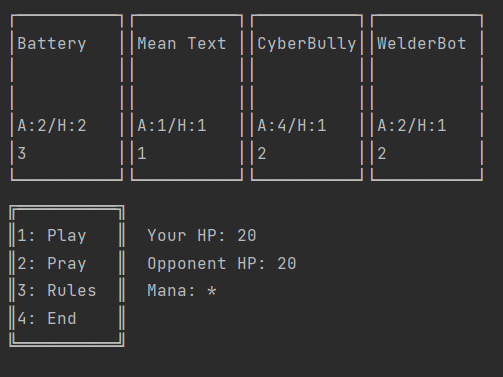 Battery Mean Text CyberBully WelderBot
A:2/H:2 A:1/H:1 A:4/H:1 A:2/H:1
3 1 2 2
1: Play Your HP: 20
2: Pray Opponent HP: 20
3: Rules Mana: *
4: End